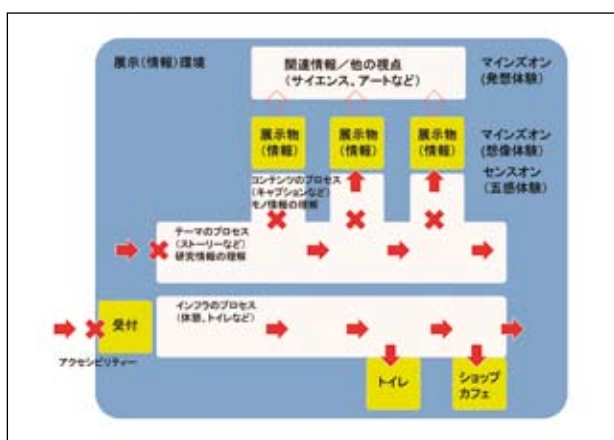 展示(情報)環境
関連情報/他の視点
(サイエンス、アートなど)
マインズオン
(発想体験)
展示物
(情報)
展示物
(情報)
展示物
(情報)
マインズオン
(想像体験)
センスオン
(五感体験)
コンテンツのプロセス
(キャプションなど)
モノ情報の理解
テーマのプロセス
(ストーリーなど)
研究情報の理解
受付
アクセシビリティー
インフラのプロセス
(休憩、トイレなど)
トイレ
ショップ
カフェ